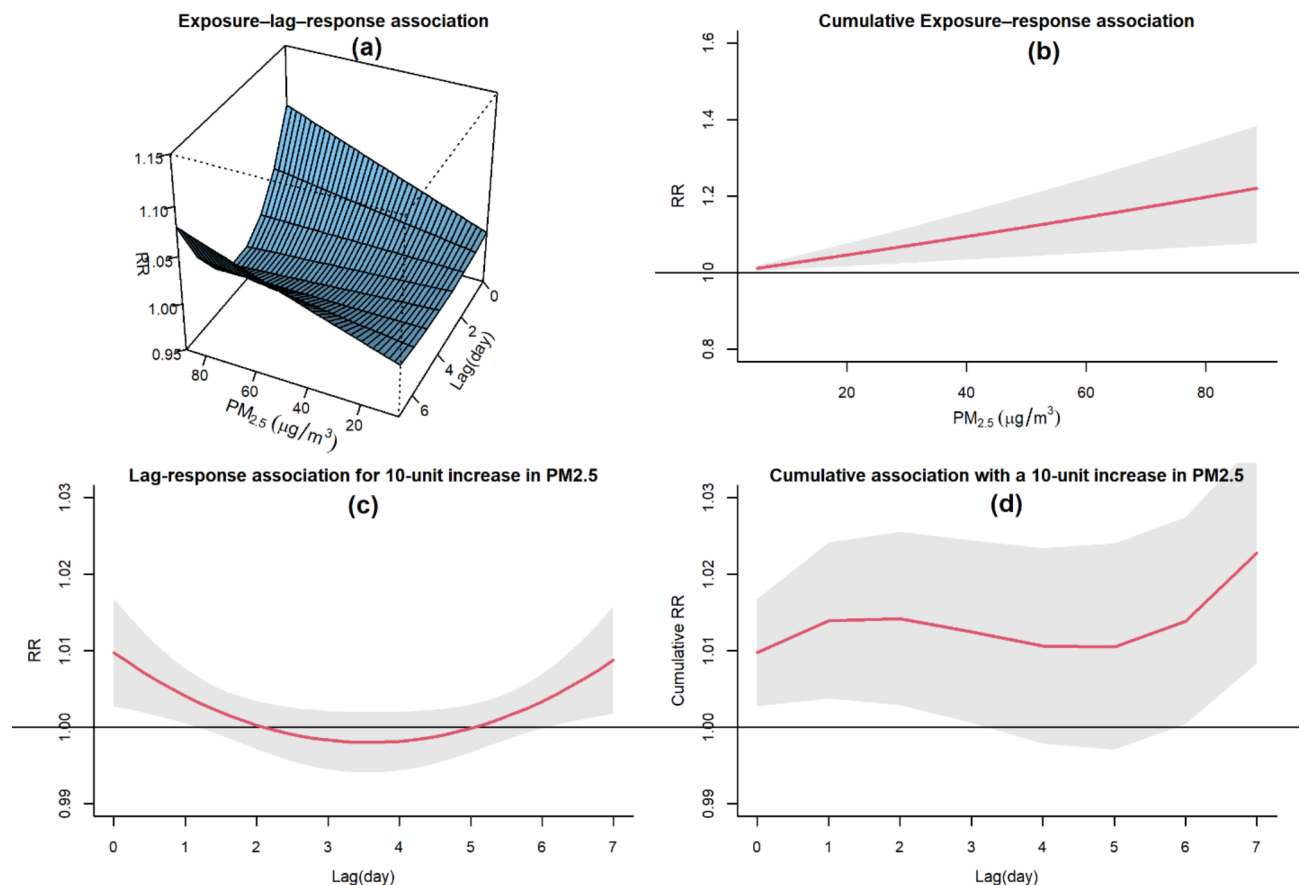 Exposure–lag–response association
(a)
1.15
1.10
1.05
1.00
0.95
RR
80
60
40
20
PM2.5 (μg/m³)
0
2
4
6
Lag(day)
Cumulative Exposure–response association
(b)
1.6
1.4
1.2
1.0
0.8
RR
20
40
60
80
PM2.5 (μg/m³)
Lag-response association for 10-unit increase in PM2.5
(c)
1.03
1.02
1.01
1.00
0.99
RR
0 1 2 3 4 5 6 7
Lag(day)
Cumulative association with a 10-unit increase in PM2.5
(d)
1.03
1.02
1.01
1.00
0.99
Cumulative RR
0 1 2 3 4 5 6 7
Lag(day)